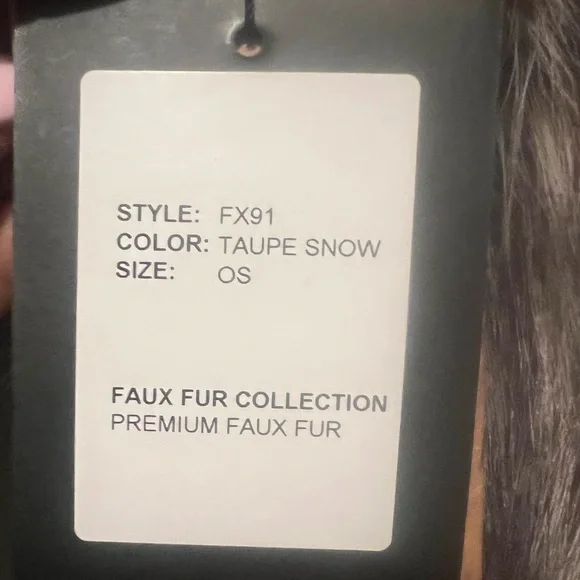 STYLE: FX91
COLOR: TAUPE SNOW
SIZE: OS
FAUX FUR COLLECTION
PREMIUM FAUX FUR